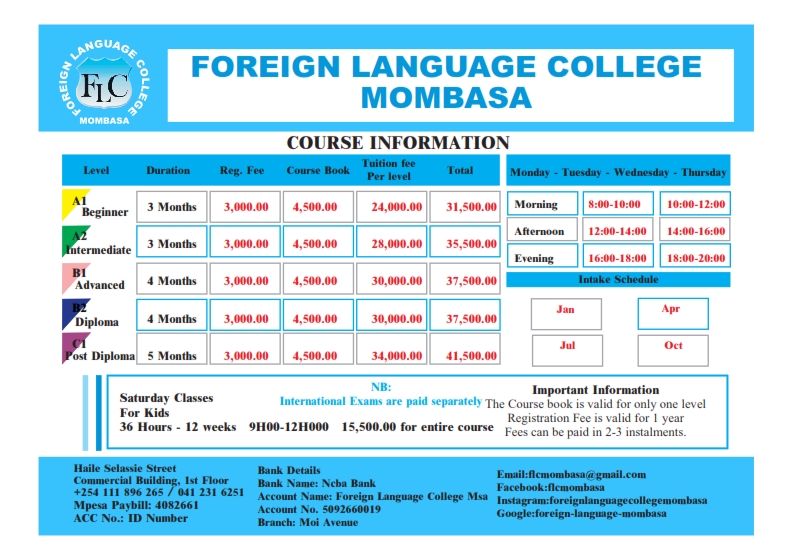 FOREIGN LANGUAGE COLLEGE
FLC
MOMBASA
FOREIGN LANGUAGE COLLEGE
MOMBASA
COURSE INFORMATION
Level Duration Reg. Fee Course Book Tuition fee Per level Total
A1 Beginner 3 Months 3,000.00 4,500.00 24,000.00 31,500.00
A2 Intermediate 3 Months 3,000.00 4,500.00 28,000.00 35,500.00
B1 Advanced 4 Months 3,000.00 4,500.00 30,000.00 37,500.00
B2 Diploma 4 Months 3,000.00 4,500.00 30,000.00 37,500.00
C1 Post Diploma 5 Months 3,000.00 4,500.00 34,000.00 41,500.00
Monday - Tuesday - Wednesday - Thursday
Morning 8:00-10:00 10:00-12:00
Afternoon 12:00-14:00 14:00-16:00
Evening 16:00-18:00 18:00-20:00
Intake Schedule
Jan Apr
Jul Oct
Saturday Classes
For Kids
36 Hours - 12 weeks 9H00-12H000 15,500.00 for entire course
NB:
International Exams are paid separately
Important Information
The Course book is valid for only one level
Registration Fee is valid for 1 year
Fees can be paid in 2-3 instalments.
Haile Selassie Street
Commercial Building, 1st Floor
+254 111 896 265 / 041 231 6251
Mpesa Paybill: 4082661
ACC No.: ID Number
Bank Details
Bank Name: Ncba Bank
Account Name: Foreign Language College Msa
Account No. 5092660019
Branch: Moi Avenue
Email:flcmombasa@gmail.com
Facebook:flcmombasa
Instagram:foreignlanguagecollegemombasa
Google:foreign-language-mombasa